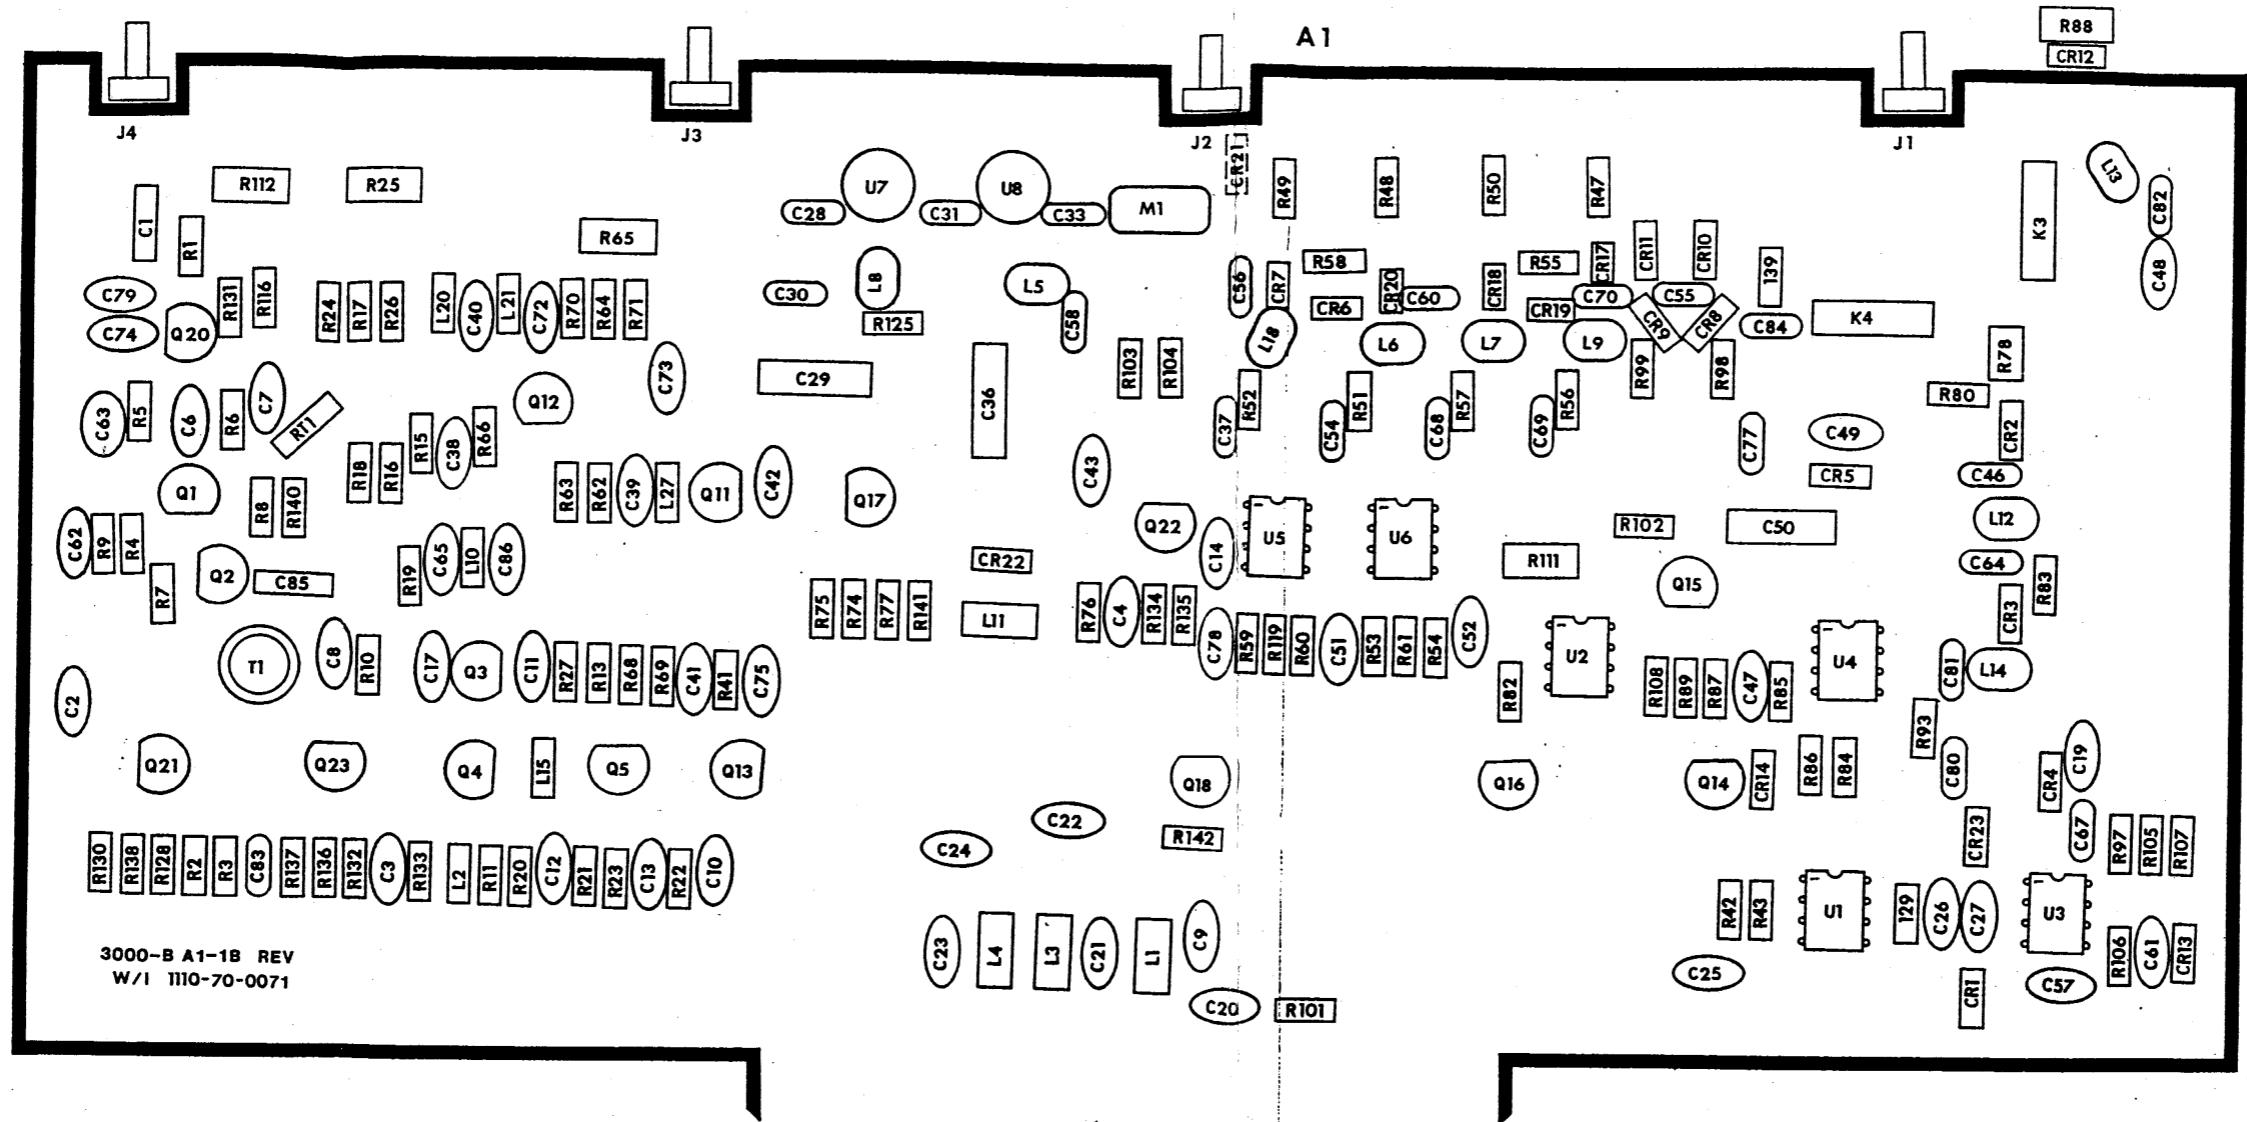 A1
R88
CR12
J4
J3
J2
J1
R112
R25
C1
R1
R65
C28
U7
C31
U8
C33
M1
CR21
R49
R48
R50
R47
L13
C82
K3
C48
C79
C74
Q20
R131
R116
R24
R17
R26
L20
C40
L21
C72
R70
R64
R71
C30
L8
R125
L5
C58
C56
CR7
R58
CR6
CR20
C60
CR18
R55
CR17
CR19
C70
CR11
CR10
C55
CR9
CR8
139
C84
K4
L18
L6
L7
L9
R99
R98
R78
R80
C63
R5
C6
R6
C7
RT1
Q12
C73
C29
C36
R103
R104
C37
R52
C54
R51
C68
R57
C69
R56
C77
C49
CR5
CR2
C46
R18
R16
R15
C38
R66
Q1
R8
R140
R63
R62
C39
L27
Q11
C42
Q17
C43
Q22
C14
U5
U6
R102
C50
L12
C62
R9
R4
R7
Q2
C85
R19
C65
L10
C86
CR22
R111
Q15
C64
R83
CR3
R75
R74
R77
R141
L11
R76
C4
R134
R135
C78
R59
R119
R60
C51
R53
R61
R54
C52
U2
U4
C81
L14
C2
T1
C8
R10
C17
Q3
C11
R27
R13
R68
R69
C41
R41
C75
R82
R108
R89
R87
C47
R85
R93
Q21
Q23
Q4
L15
Q5
Q13
Q18
Q16
Q14
CR14
R86
R84
C80
CR4
C19
C24
C22
R142
CR23
C67
R97
R105
R107
R130
R138
R128
R2
R3
C83
R137
R136
R132
C3
R133
L2
R11
R20
C12
R21
R23
C13
R22
C10
R42
R43
U1
129
C26
C27
U3
C23
L4
L3
C21
L1
C9
R106
C61
CR13
3000-B A1-1B REV
W/I 1110-70-0071
C25
CR1
C57
C20
R101